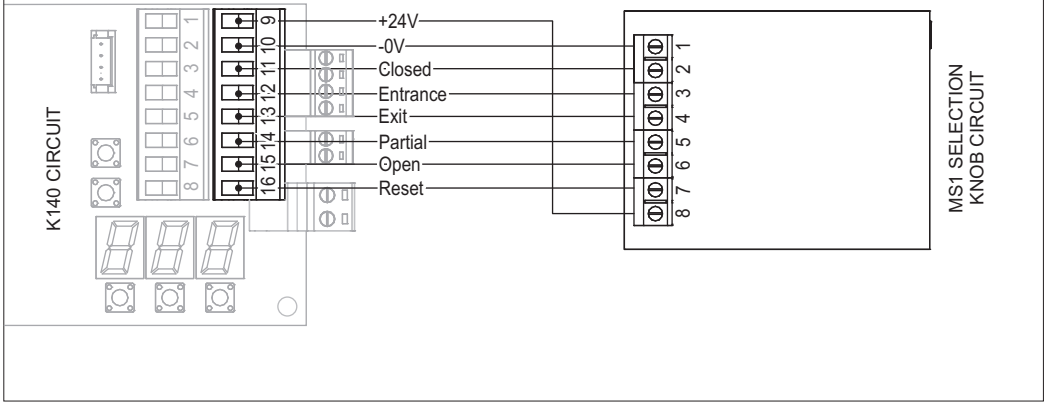 K140 CIRCUIT
1
2
3
4
5
6
7
8
9
10
11
12
13
14
15
16
+24V
-0V
Closed
Entrance
Exit
Partial
Open
Reset
1
2
3
4
5
6
7
8
MS1 SELECTION
KNOB CIRCUIT